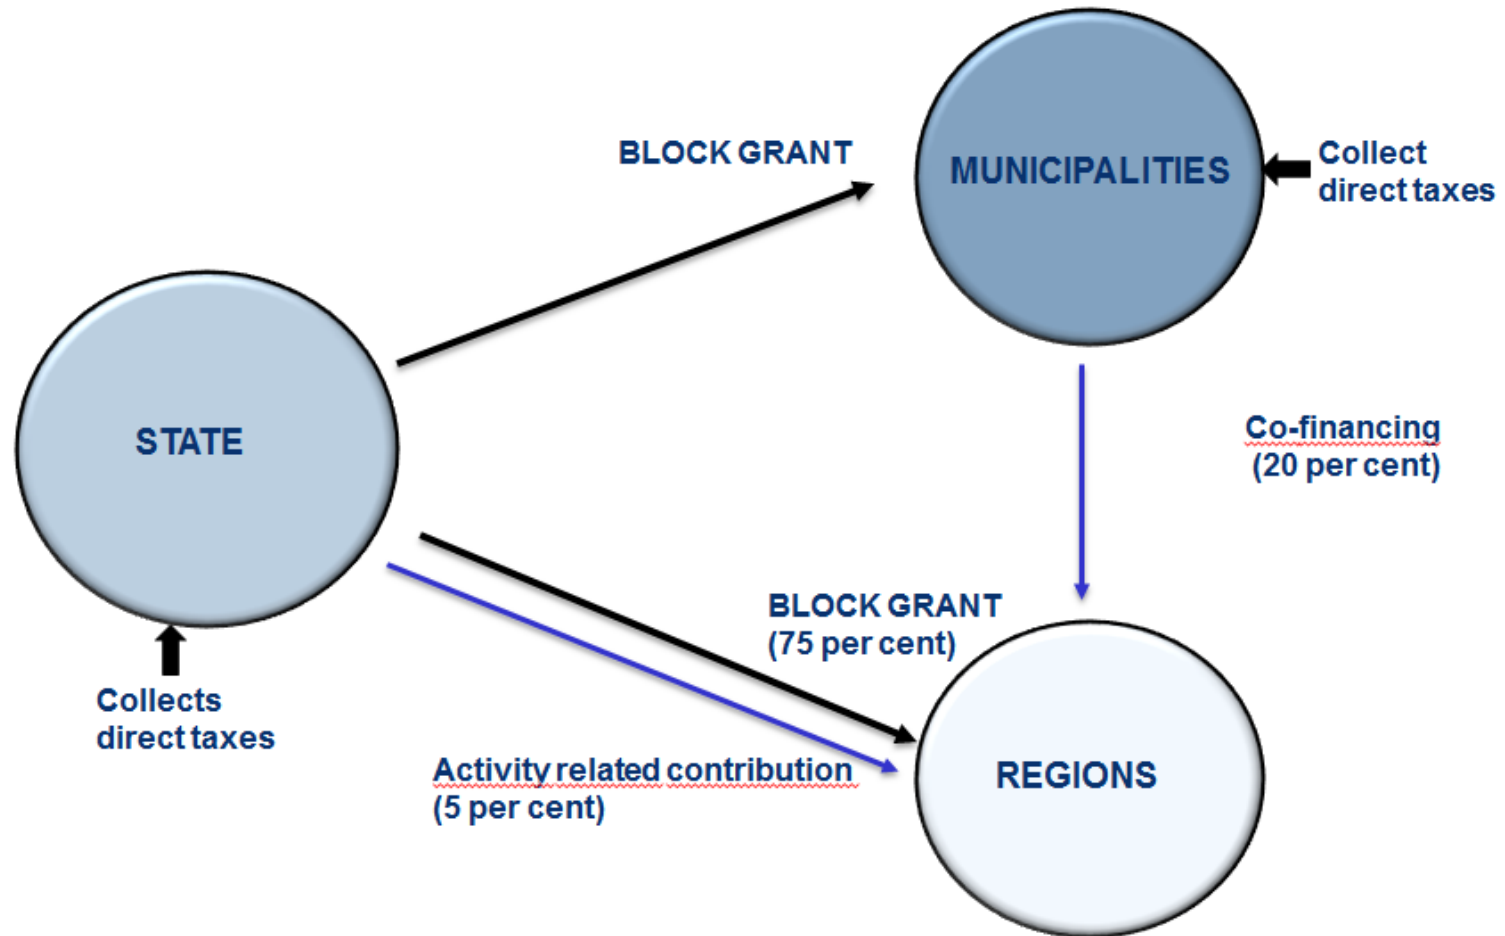 BLOCK GRANT
MUNICIPALITIES
Collect
direct taxes
STATE
Co-financing
(20 per cent)
BLOCK GRANT
(75 per cent)
Collects
direct taxes
Activity related contribution
(5 per cent)
REGIONS